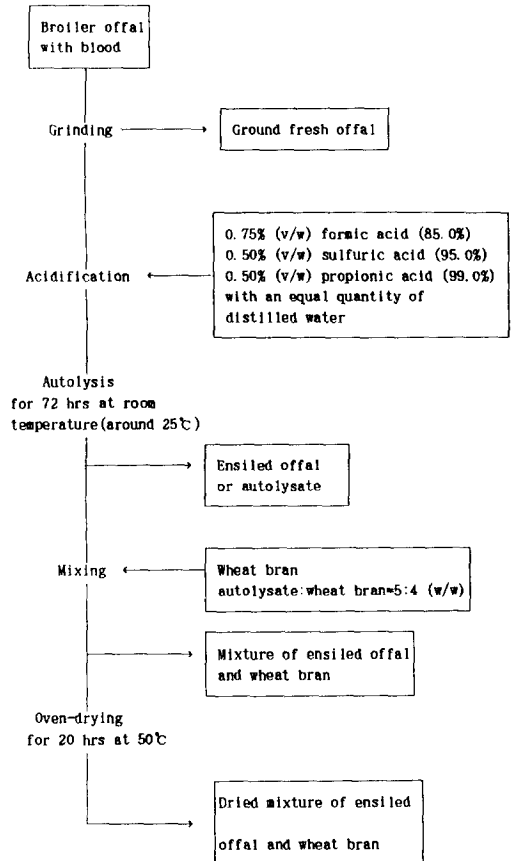 Broiler offal
with blood
Grinding
Ground fresh offal
0.75% (v/w) formic acid (85.0%)
0.50% (v/w) sulfuric acid (95.0%)
0.50% (v/w) propionic acid (99.0%)
with an equal quantity of
distilled water
Acidification
Autolysis
for 72 hrs at room
temperature(around 25℃)
Ensiled offal
or autolysate
Mixing
Wheat bran
autolysate:wheat bran=5:4 (w/w)
Mixture of ensiled offal
and wheat bran
Oven-drying
for 20 hrs at 50℃
Dried mixture of ensiled
offal and wheat bran